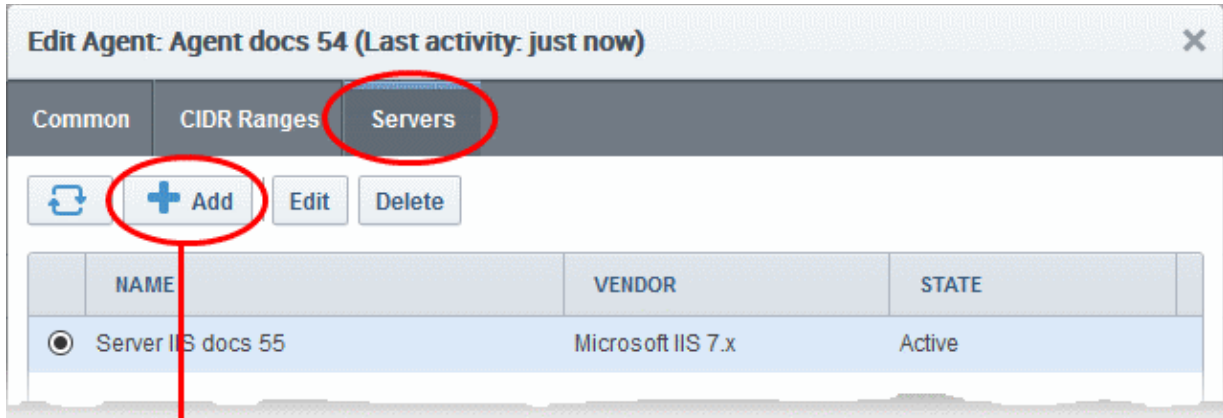 Edit Agent: Agent docs 54 (Last activity: just now)
Common CIDR Ranges Servers
Add Edit Delete
NAME VENDOR STATE
Server IIS docs 55 Microsoft IIS 7.x Active